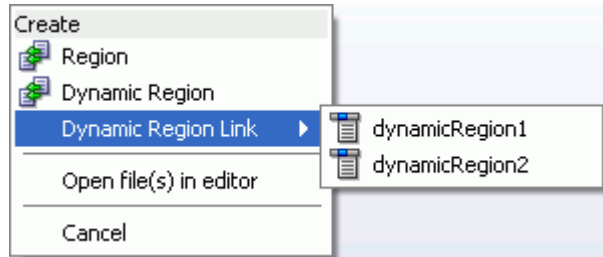 Create
Region
Dynamic Region
Dynamic Region Link
dynamicRegion1
dynamicRegion2
Open file(s) in editor
Cancel